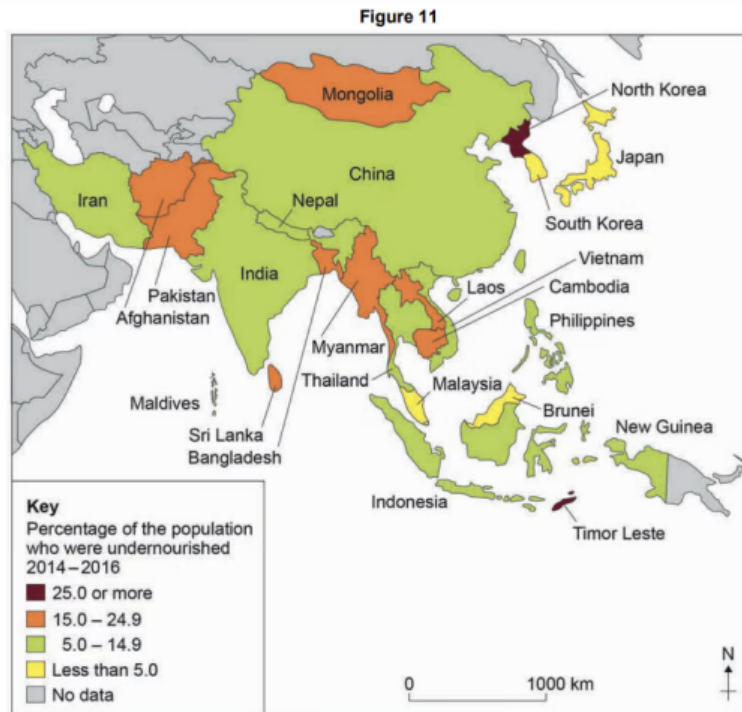 Figure 11
Mongolia
North Korea
Japan
South Korea
China
Iran
Nepal
India
Pakistan
Afghanistan
Vietnam
Laos
Cambodia
Philippines
Myanmar
Thailand
Malaysia
Maldives
Brunei
Sri Lanka
Bangladesh
New Guinea
Indonesia
Timor Leste
Key
Percentage of the population
who were undernourished
2014–2016
25.0 or more
15.0 – 24.9
5.0 – 14.9
Less than 5.0
No data
N
0 1000 km